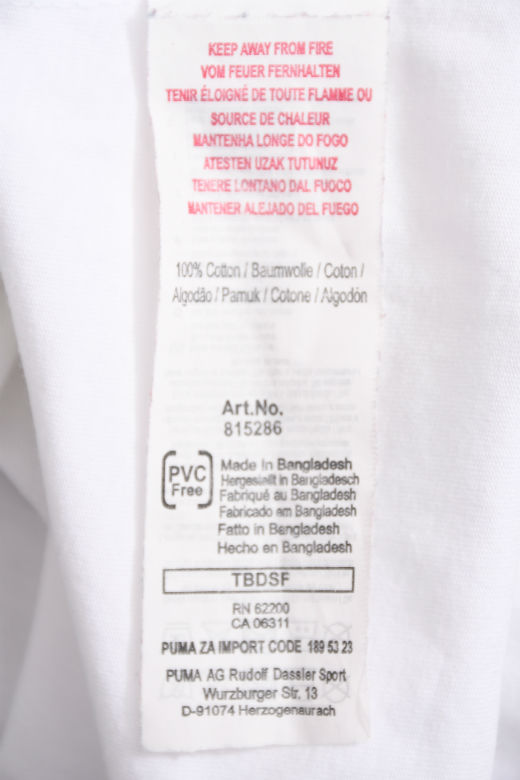 KEEP AWAY FROM FIRE
VOM FEUER FERNHALTEN
TENIR ÉLOIGNÉ DE TOUTE FLAMME OU
SOURCE DE CHALEUR
MANTENHA LONGE DO FOGO
ATESTEN UZAK TUTUNUZ
TENERE LONTANO DAL FUOCO
MANTENER ALEJADO DEL FUEGO
100% Cotton / Baumwolle / Coton /
Algodão / Pamuk / Cotone / Algodón
Art.No.
815286
PVC
Free
Made in Bangladesh
Hergestellt in Bangladesch
Fabriqué au Bangladesh
Fabricado em Bangladesh
Fatto in Bangladesh
Hecho en Bangladesh
TBDSF
RN 62200
CA 06311
PUMA ZA IMPORT CODE 189 53 23
PUMA AG Rudolf Dassler Sport
Wurzburger Str. 13
D-91074 Herzogenaurach